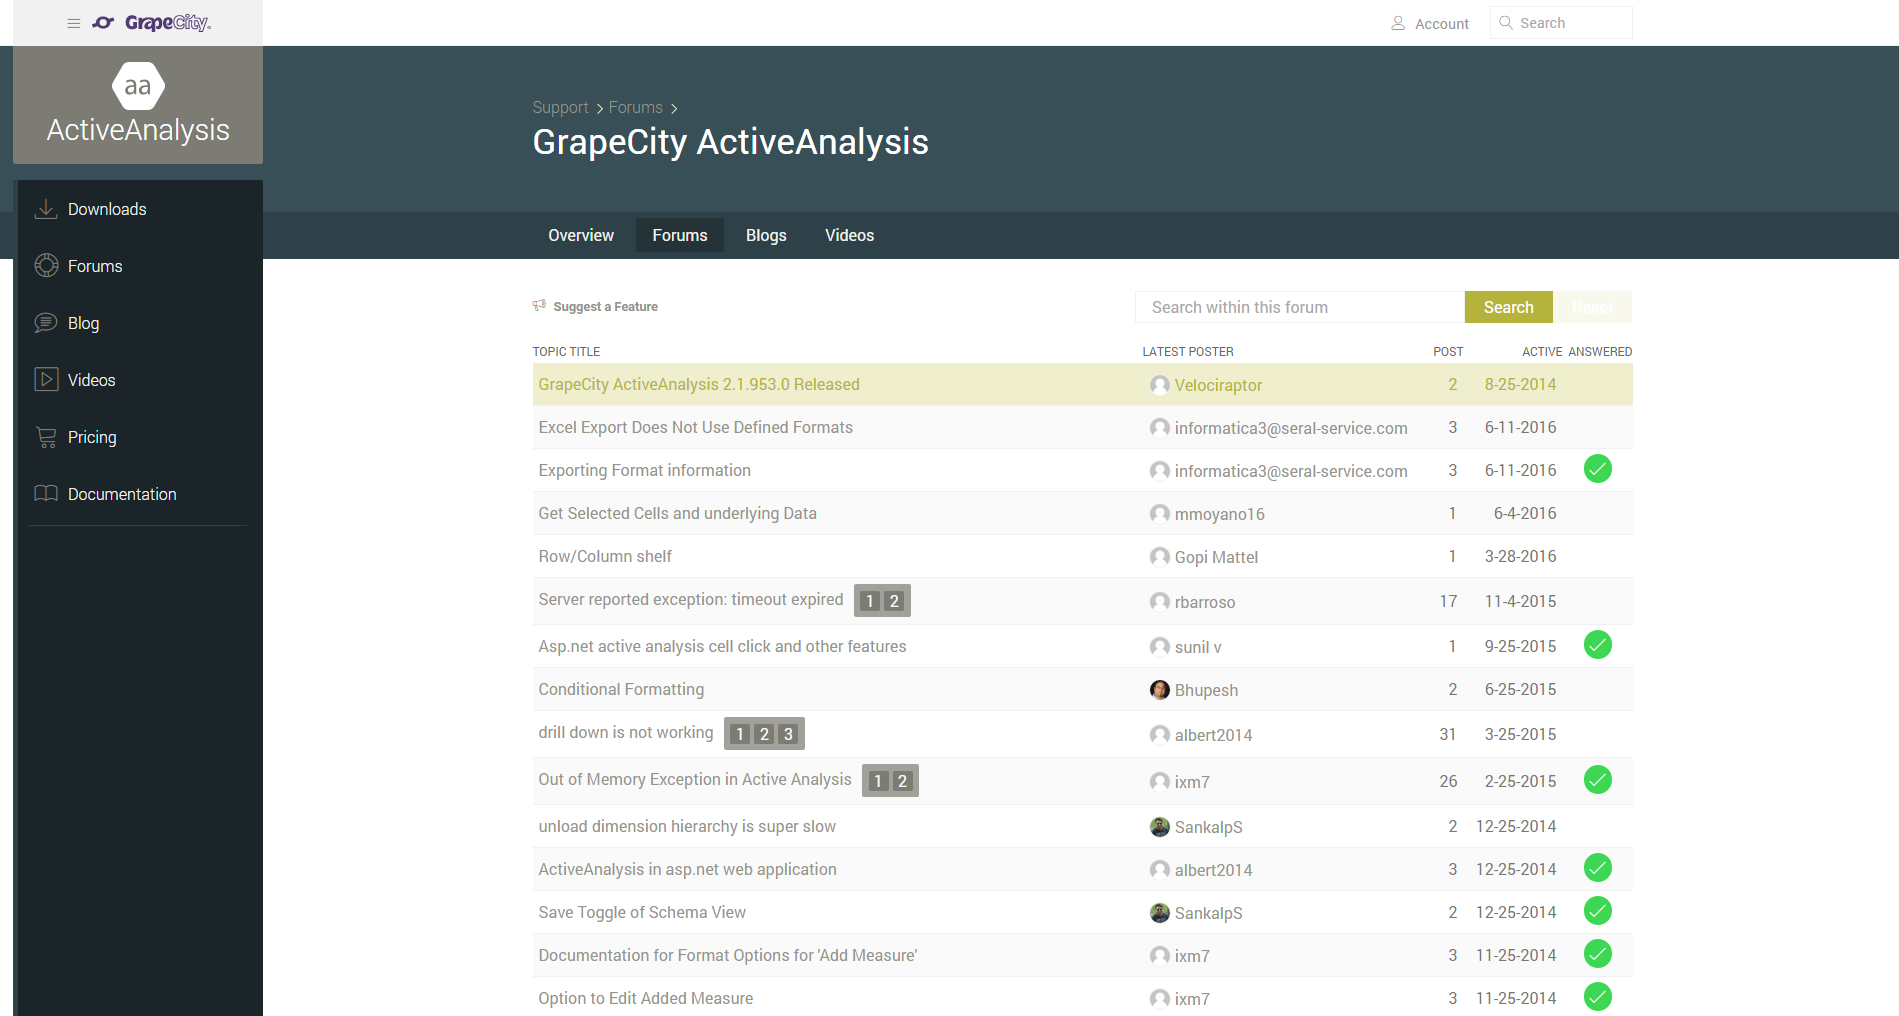 GrapeCity
Account
Search
aa
ActiveAnalysis
Support
Forums
GrapeCity ActiveAnalysis
Overview
Forums
Blogs
Videos
Downloads
Forums
Blog
Videos
Pricing
Documentation
Suggest a Feature
Search within this forum
Search
Reset
TOPIC TITLE LATEST POSTER POST ACTIVE ANSWERED
GrapeCity ActiveAnalysis 2.1.953.0 Released Velociraptor 2 8-25-2014
Excel Export Does Not Use Defined Formats informatica3@seral-service.com 3 6-11-2016
Exporting Format information informatica3@seral-service.com 3 6-11-2016
Get Selected Cells and underlying Data mmoyano16 1 6-4-2016
Row/Column shelf Gopi Mattel 1 3-28-2016
Server reported exception: timeout expired 1 2 rbarroso 17 11-4-2015
Asp.net active analysis cell click and other features sunil v 1 9-25-2015
Conditional Formatting Bhupesh 2 6-25-2015
drill down is not working 1 2 3 albert2014 31 3-25-2015
Out of Memory Exception in Active Analysis 1 2 ixm7 26 2-25-2015
unload dimension hierarchy is super slow SankalpS 2 12-25-2014
ActiveAnalysis in asp.net web application albert2014 3 12-25-2014
Save Toggle of Schema View SankalpS 2 12-25-2014
Documentation for Format Options for 'Add Measure' ixm7 3 11-25-2014
Option to Edit Added Measure ixm7 3 11-25-2014